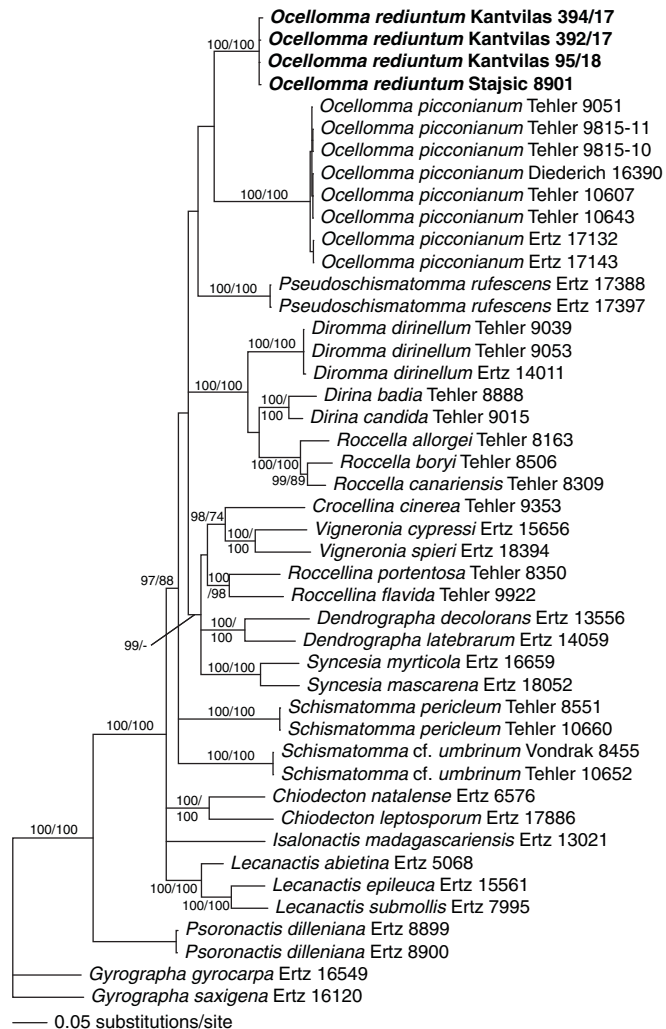 Ocellomma rediuntum Kantvilas 394/17
100/100
Ocellomma rediuntum Kantvilas 392/17
Ocellomma rediuntum Kantvilas 95/18
Ocellomma rediuntum Stajsic 8901
Ocellomma picconianum Tehler 9051
Ocellomma picconianum Tehler 9815-11
Ocellomma picconianum Tehler 9815-10
Ocellomma picconianum Diederich 16390
100/100
Ocellomma picconianum Tehler 10607
Ocellomma picconianum Tehler 10643
Ocellomma picconianum Ertz 17132
Ocellomma picconianum Ertz 17143
100/100
Pseudoschismatomma rufescens Ertz 17388
Pseudoschismatomma rufescens Ertz 17397
Diromma dirinellum Tehler 9039
100/100
Diromma dirinellum Tehler 9053
Diromma dirinellum Ertz 14011
100/100
Dirina badia Tehler 8888
100/
100
Dirina candida Tehler 9015
Roccella allorgei Tehler 8163
100/100
Roccella boryi Tehler 8506
99/89
Roccella canariensis Tehler 8309
Crocellina cinerea Tehler 9353
98/74
Vigneronia cypressi Ertz 15656
100/
100
Vigneronia spieri Ertz 18394
97/88
Roccellina portentosa Tehler 8350
100
/98
Roccellina flavida Tehler 9922
Dendrographa decolorans Ertz 13556
100/
100
Dendrographa latebrarum Ertz 14059
99/-
Syncesia myrticola Ertz 16659
100/100
Syncesia mascarena Ertz 18052
Schismatomma pericleum Tehler 8551
100/100
Schismatomma pericleum Tehler 10660
100/100
Schismatomma cf. umbrinum Vondrak 8455
100/100
Schismatomma cf. umbrinum Tehler 10652
Chiodecton natalense Ertz 6576
100/
100
Chiodecton leptosporum Ertz 17886
100/100
Isalonactis madagascariensis Ertz 13021
Lecanactis abietina Ertz 5068
100/100
Lecanactis epileuca Ertz 15561
100/100
Lecanactis submollis Ertz 7995
Psoronactis dilleniana Ertz 8899
Psoronactis dilleniana Ertz 8900
Gyrographa gyrocarpa Ertz 16549
Gyrographa saxigena Ertz 16120
0.05 substitutions/site